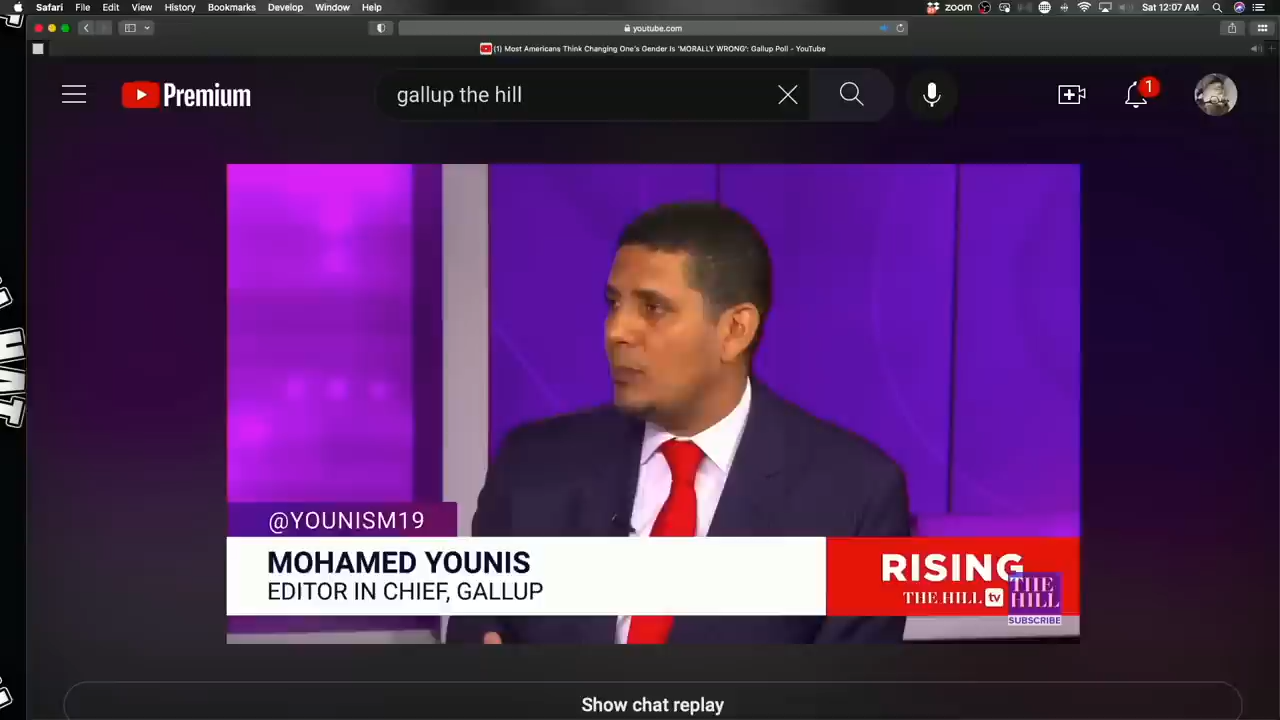 Safari File Edit View History Bookmarks Develop Window Help
zoom
Sat 12:07 AM
youtube.com
(1) Most Americans Think Changing One's Gender Is 'MORALLY WRONG': Gallup Poll - YouTube
Premium
gallup the hill
1
@YOUNISM19
MOHAMED YOUNIS
EDITOR IN CHIEF, GALLUP
RISING
THE HILL tv
THE
HILL
SUBSCRIBE
Show chat replay